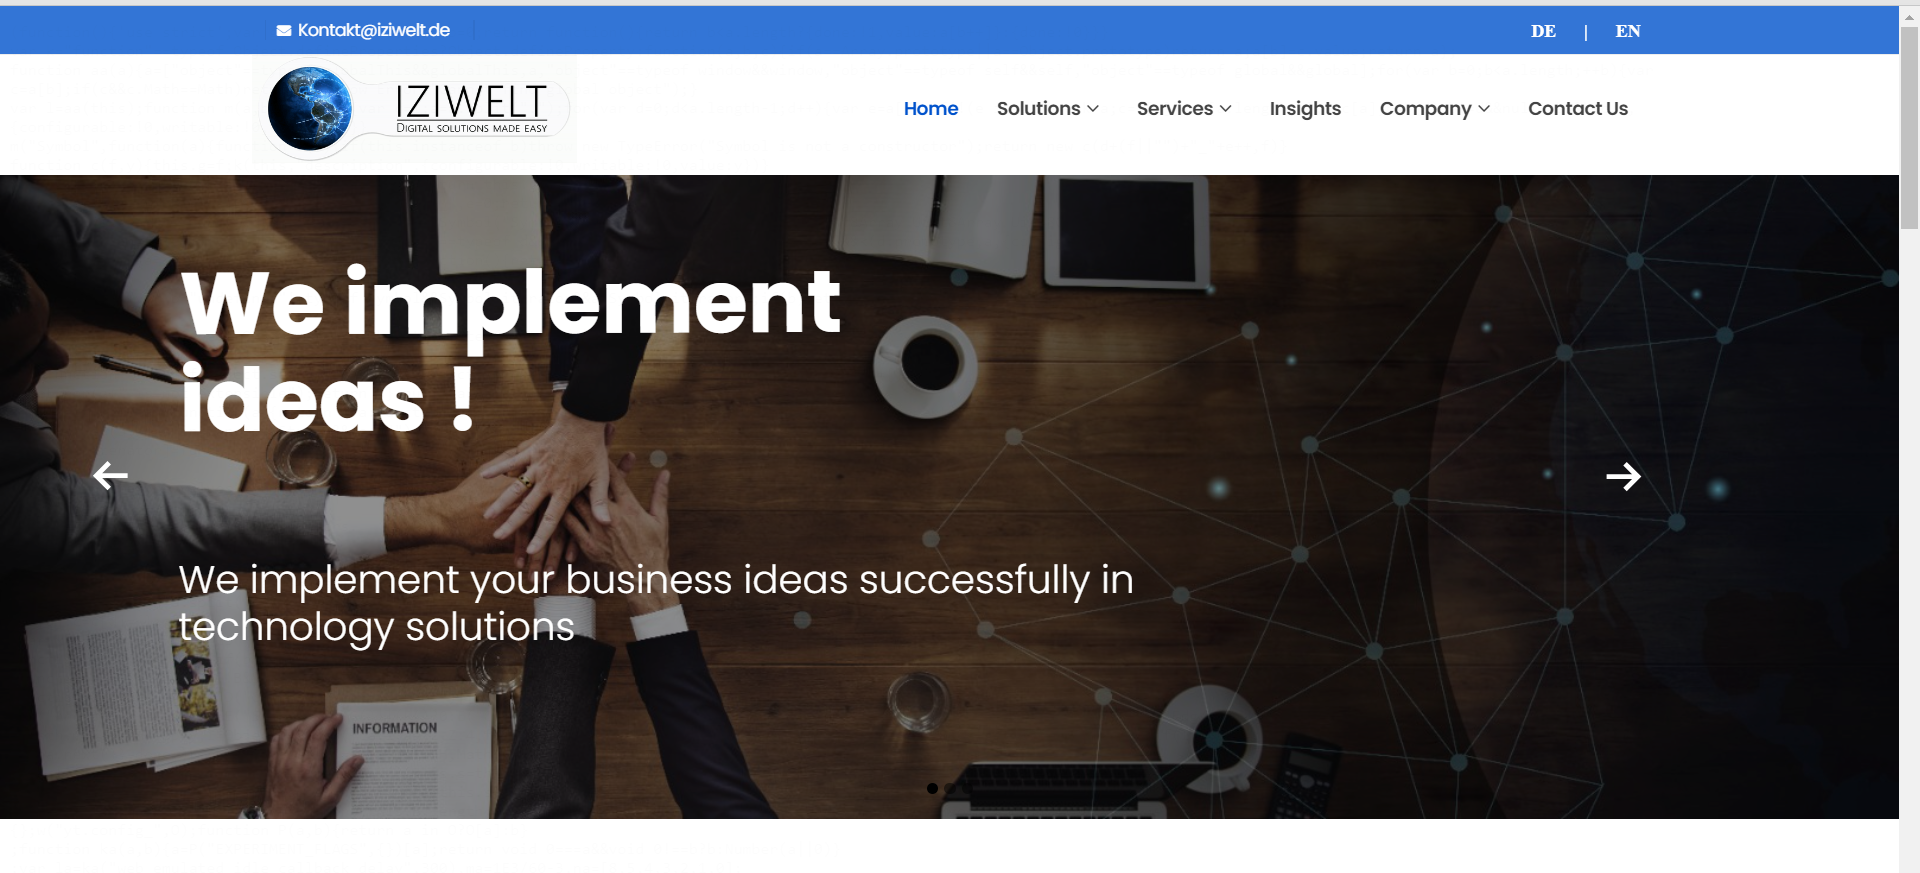 Kontakt@iziwelt.de
DE | EN
IZIWELT
DIGITAL SOLUTIONS MADE EASY
Home Solutions Services Insights Company Contact Us
We implement
ideas !
We implement your business ideas successfully in
technology solutions
INFORMATION